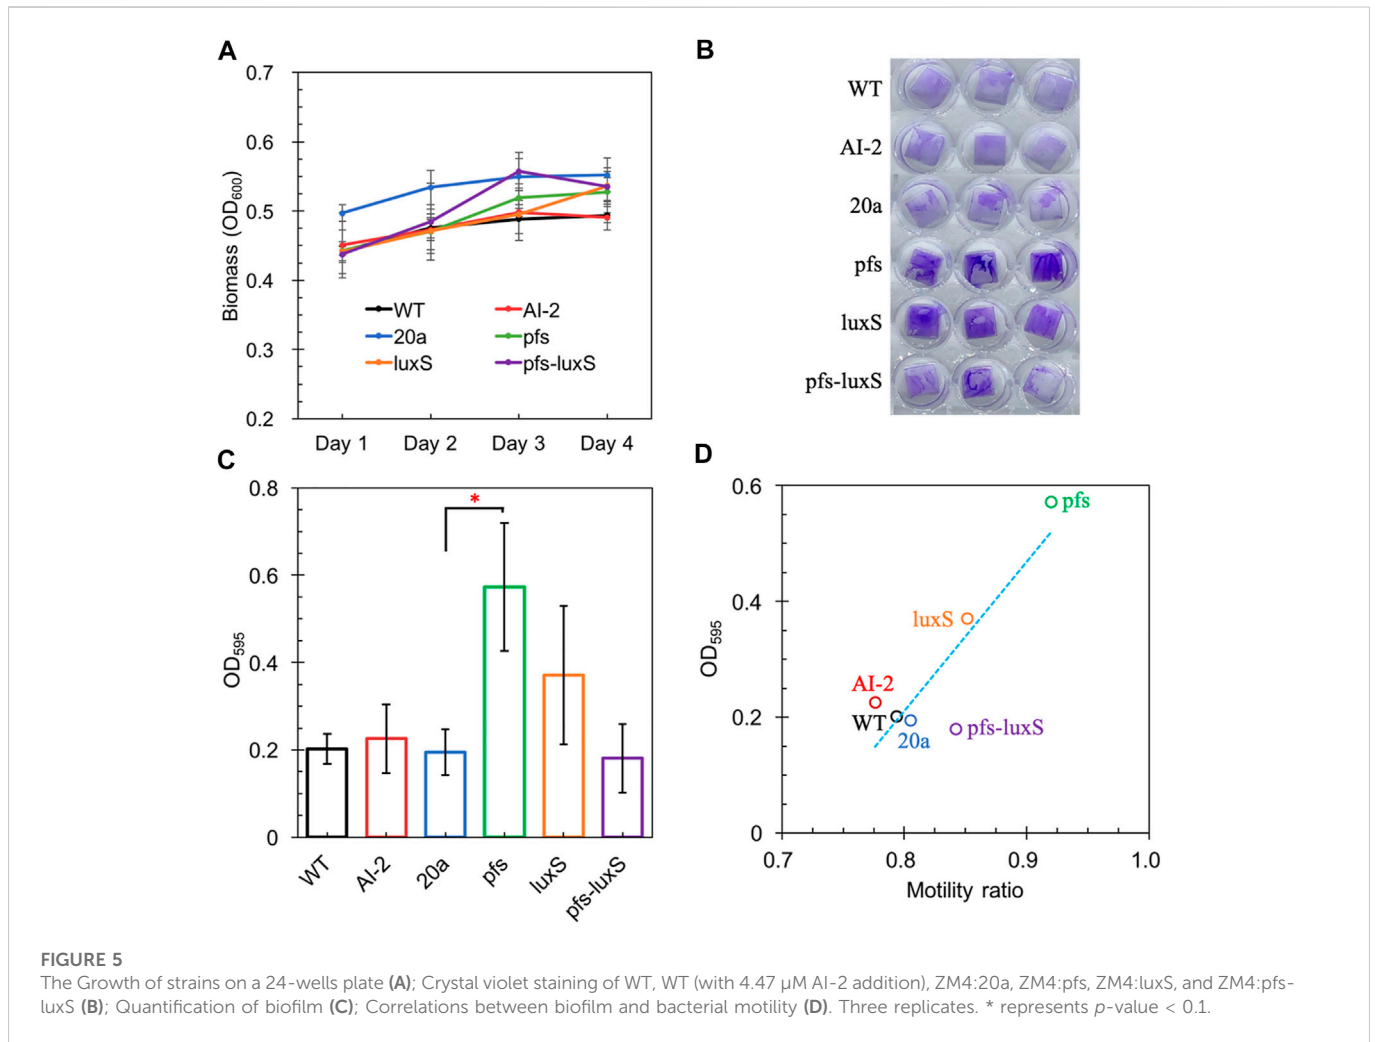 A
0.7
0.6
0.5
0.4
0.3
0.2
Biomass (OD600)
WT
AI-2
20a
pfs
luxS
pfs-luxS
Day 1
Day 2
Day 3
Day 4
B
WT
AI-2
20a
pfs
luxS
pfs-luxS
C
0.8
0.6
0.4
0.2
0
OD595
*
WT
AI-2
20a
pfs
luxS
pfs-luxS
D
0.6
0.4
0.2
0
OD595
pfs
luxS
AI-2
WT
20a
pfs-luxS
0.7
0.8
0.9
1.0
Motility ratio
FIGURE 5
The Growth of strains on a 24-wells plate (A); Crystal violet staining of WT, WT (with 4.47 μM AI-2 addition), ZM4:20a, ZM4:pfs, ZM4:luxS, and ZM4:pfs-
luxS (B); Quantification of biofilm (C); Correlations between biofilm and bacterial motility (D). Three replicates. * represents p-value < 0.1.